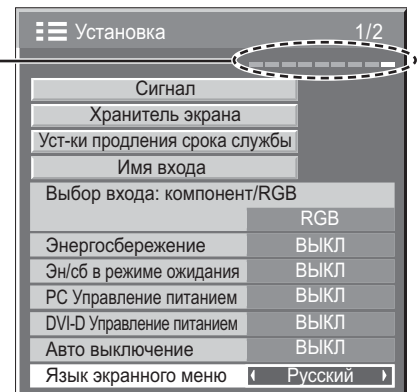 Установка 1/2
Сигнал
Хранитель экрана
Уст-ки продления срока службы
Имя входа
Выбор входа: компонент/RGB
RGB
Энергосбережение ВЫКЛ
Эн/сб в режиме ожидания ВЫКЛ
PC Управление питанием ВЫКЛ
DVI-D Управление питанием ВЫКЛ
Авто выключение ВЫКЛ
Язык экранного меню Русский